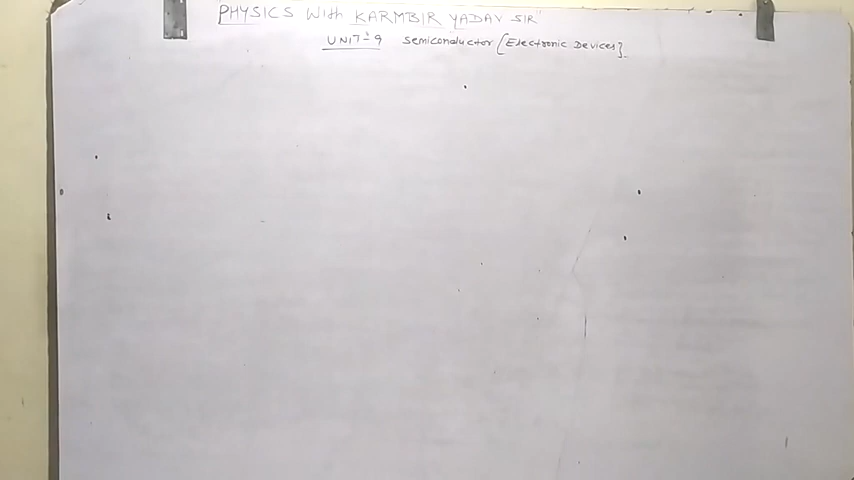 PHYSICS With KARMBIR YADAV SIR"
UNIT-9 Semiconductor [Electronic Devices]